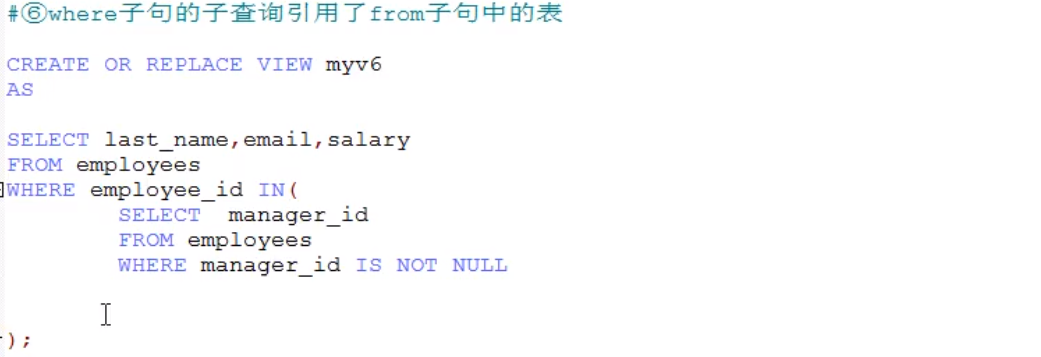 #⑥where子句的子查询引用了from子句中的表
CREATE OR REPLACE VIEW myv6
AS
SELECT last_name,email,salary
FROM employees
WHERE employee_id IN(
SELECT  manager_id
FROM employees
WHERE manager_id IS NOT NULL
);